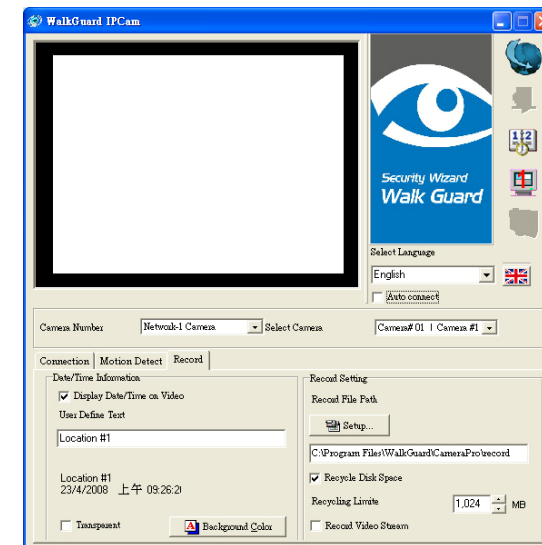 WalkGuard IPCam
Security Wizard
Walk Guard
Select Language
English
Auto connect
Camera Number
Network-1 Camera
Select Camera
Camera# 01 | Camera #1
Connection
Motion Detect
Record
Date/Time Information
Display Date/Time on Video
User Define Text
Location #1
Location #1
23/4/2008 上午 09:26:2
Transparent
A Background Color
Record Setting
Record File Path
Setup...
C:\Program Files\WalkGuard\CameraPro\record
Recycle Disk Space
Recycling Limite
1,024 MB
Record Video Stream